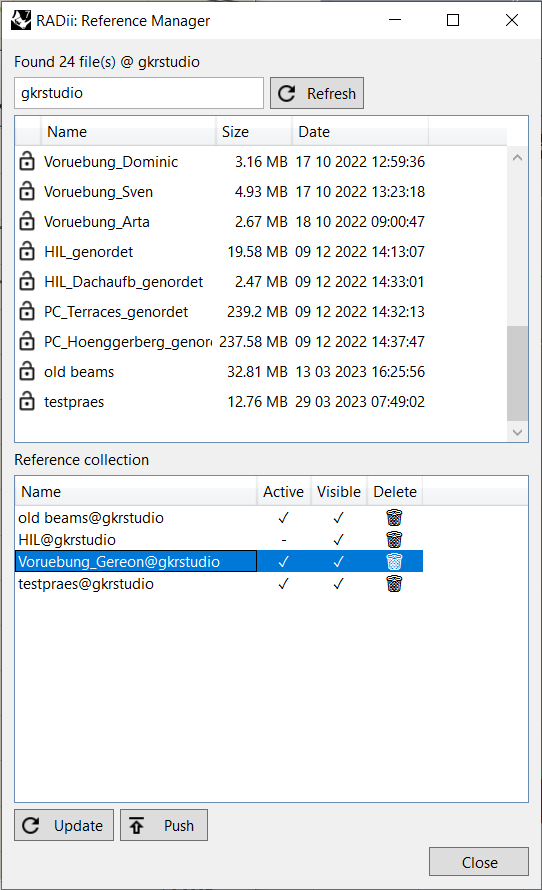 RADii: Reference Manager
Found 24 file(s) @ gkrstudio
gkrstudio Refresh
Name Size Date
Voruebung_Dominic 3.16 MB 17 10 2022 12:59:36
Voruebung_Sven 4.93 MB 17 10 2022 13:23:18
Voruebung_Arta 2.67 MB 18 10 2022 09:00:47
HIL_genordet 19.58 MB 09 12 2022 14:13:07
HIL_Dachaufb_genordet 2.47 MB 09 12 2022 14:33:01
PC_Terraces_genordet 239.2 MB 09 12 2022 14:32:13
PC_Hoenggerberg_genor 237.58 MB 09 12 2022 14:37:47
old beams 32.81 MB 13 03 2023 16:25:56
testpraes 12.76 MB 29 03 2023 07:49:02
Reference collection
Name Active Visible Delete
old beams@gkrstudio ✓ ✓
HIL@gkrstudio - ✓
Voruebung_Gereon@gkrstudio ✓ ✓
testpraes@gkrstudio ✓ ✓
Update Push
Close